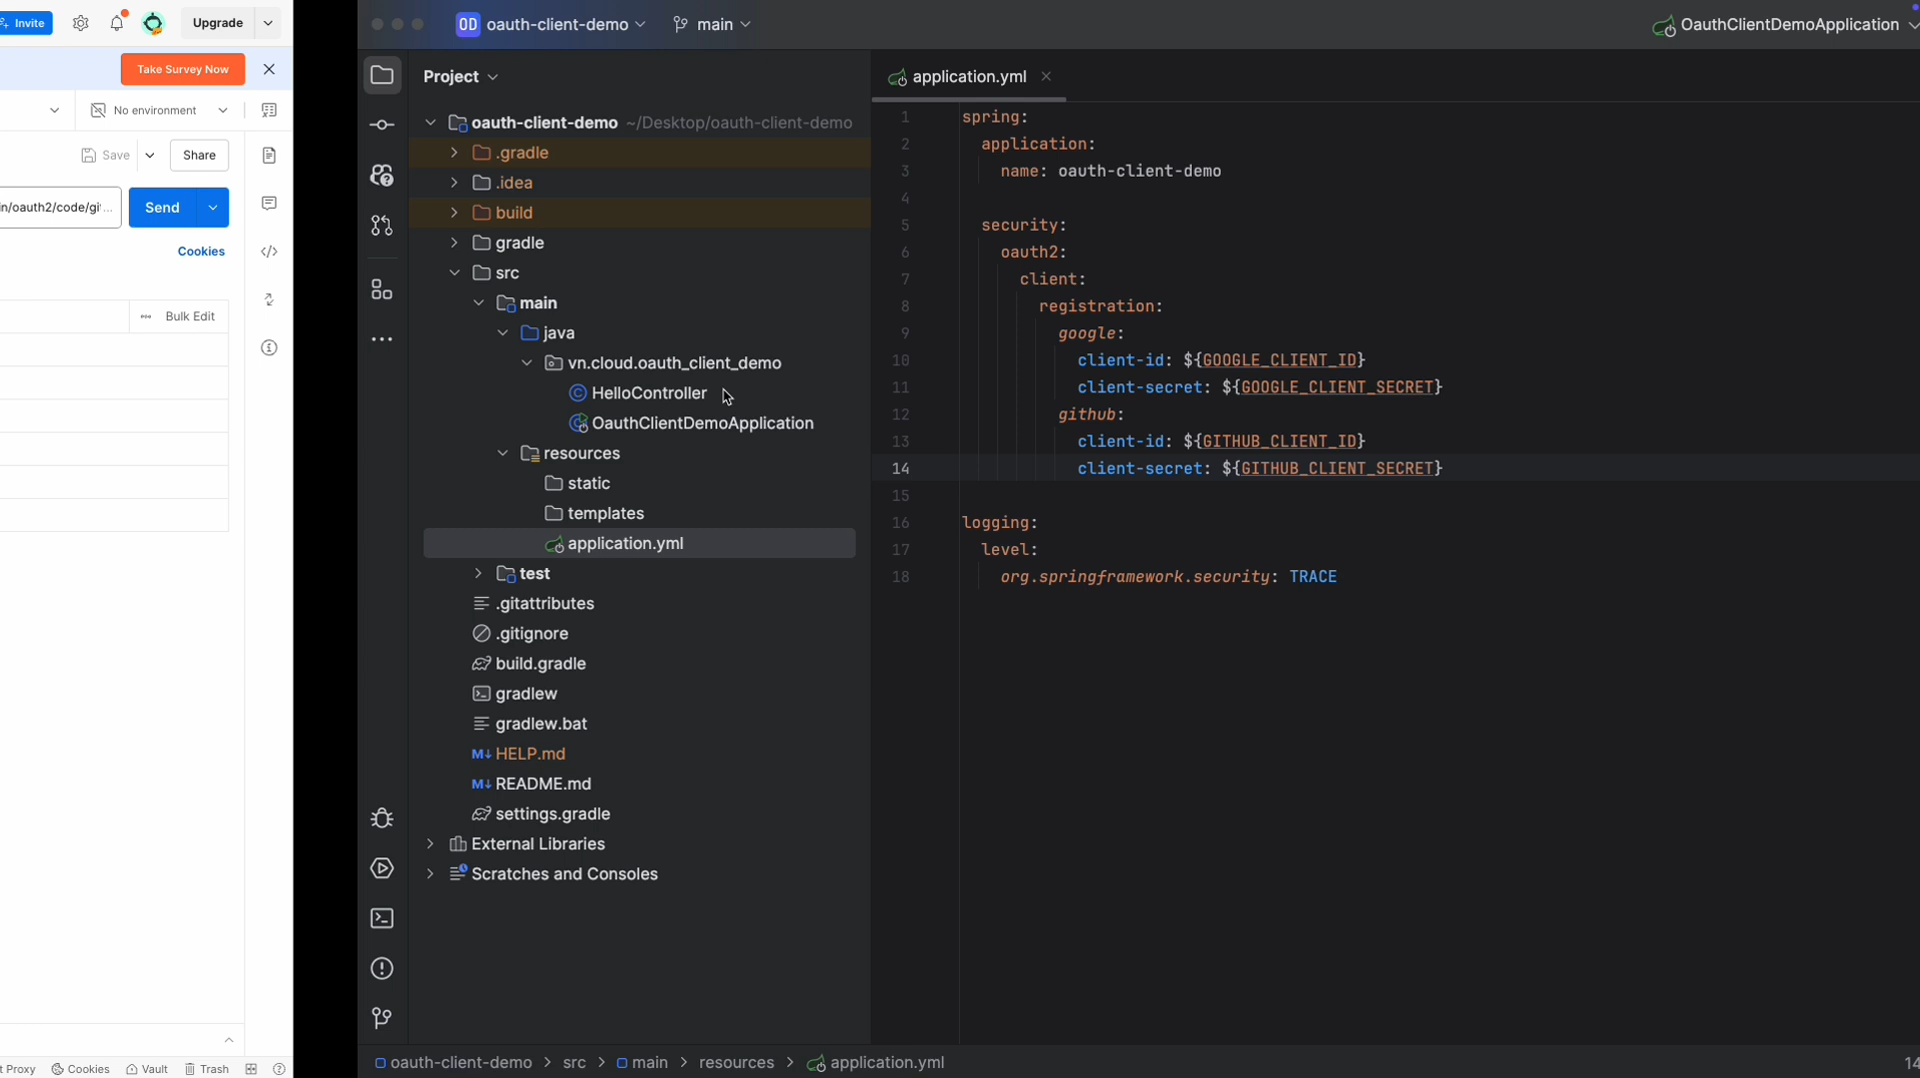 Invite
Upgrade
Take Survey Now
No environment
Save
Share
n/oauth2/code/gi...
Send
Cookies
Bulk Edit
Proxy
Cookies
Vault
Trash
OD oauth-client-demo
main
OauthClientDemoApplication
Project
oauth-client-demo ~/Desktop/oauth-client-demo
.gradle
.idea
build
gradle
src
main
java
vn.cloud.oauth_client_demo
HelloController
OauthClientDemoApplication
resources
static
templates
application.yml
test
.gitattributes
.gitignore
build.gradle
gradlew
gradlew.bat
M↓ HELP.md
M↓ README.md
settings.gradle
External Libraries
Scratches and Consoles
application.yml
1 spring:
2 application:
3 name: oauth-client-demo
4
5 security:
6 oauth2:
7 client:
8 registration:
9 google:
10 client-id: ${GOOGLE_CLIENT_ID}
11 client-secret: ${GOOGLE_CLIENT_SECRET}
12 github:
13 client-id: ${GITHUB_CLIENT_ID}
14 client-secret: ${GITHUB_CLIENT_SECRET}
15
16 logging:
17 level:
18 org.springframework.security: TRACE
oauth-client-demo > src > main > resources > application.yml
14